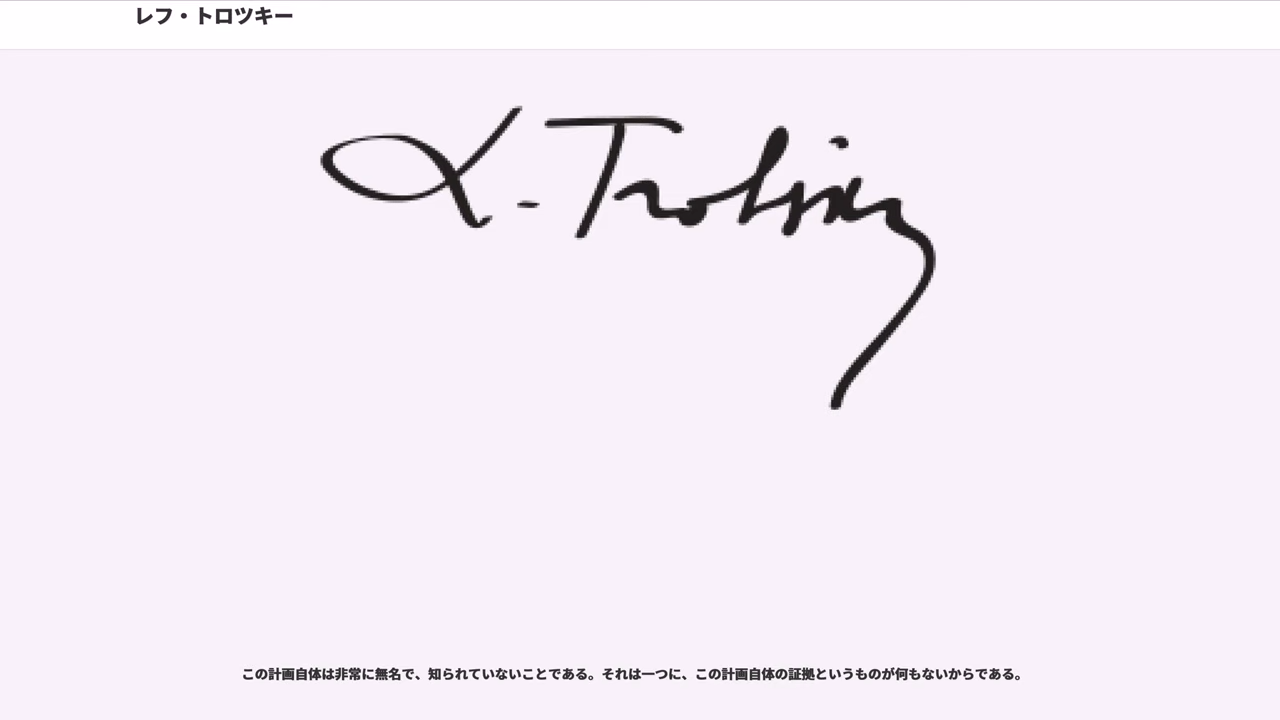 レフ・トロツキー
L. Trotsky
この計画自体は非常に無名で、知られていないことである。それは一つに、この計画自体の証拠というものが何もないからである。